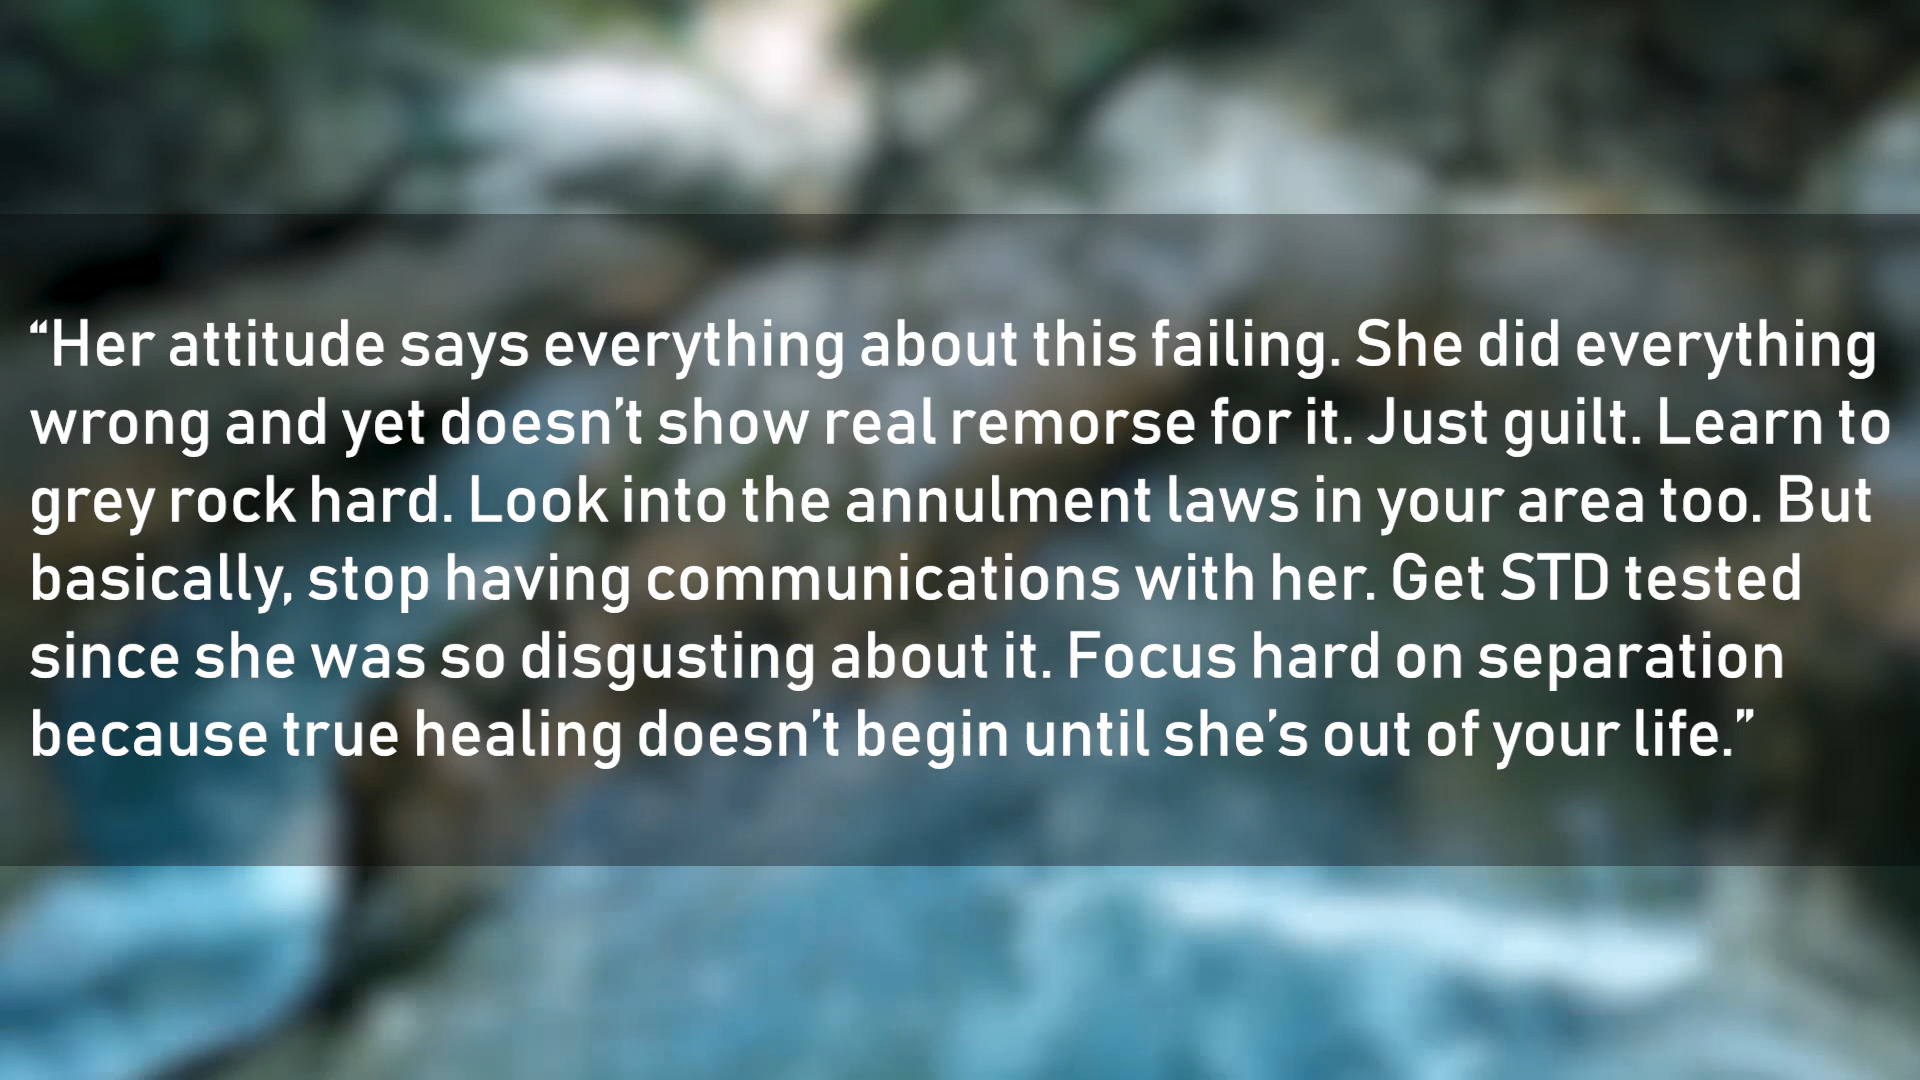 “Her attitude says everything about this failing. She did everything
wrong and yet doesn’t show real remorse for it. Just guilt. Learn to
grey rock hard. Look into the annulment laws in your area too. But
basically, stop having communications with her. Get STD tested
since she was so disgusting about it. Focus hard on separation
because true healing doesn’t begin until she’s out of your life.”